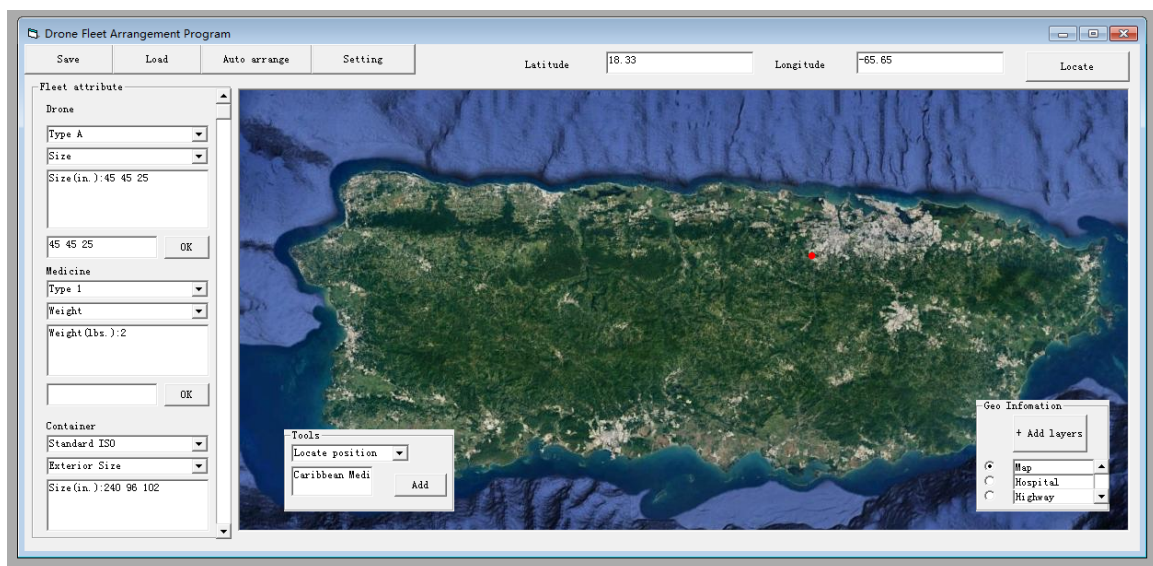 Drone Fleet Arrangement Program
Save Load Auto arrange Setting
Latitude 18.33 Longitude -65.65 Locate
Fleet attribute
Drone
Type A
Size
Size(in.):45 45 25
45 45 25 OK
Medicine
Type 1
Weight
Weight(lbs.):2
OK
Container
Standard ISO
Exterior Size
Size(in.):240 96 102
Tools
Locate position
Caribbean Medi
Add
Geo Infomation
+ Add layers
Map
Hospital
Highway